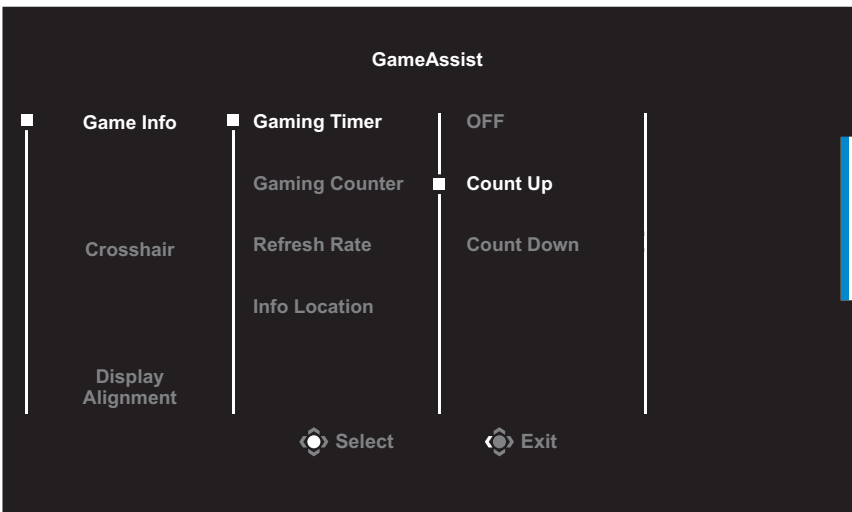 GameAssist
Game Info
Gaming Timer
OFF
Gaming Counter
Count Up
Crosshair
Refresh Rate
Count Down
Info Location
Display
Alignment
Select
Exit